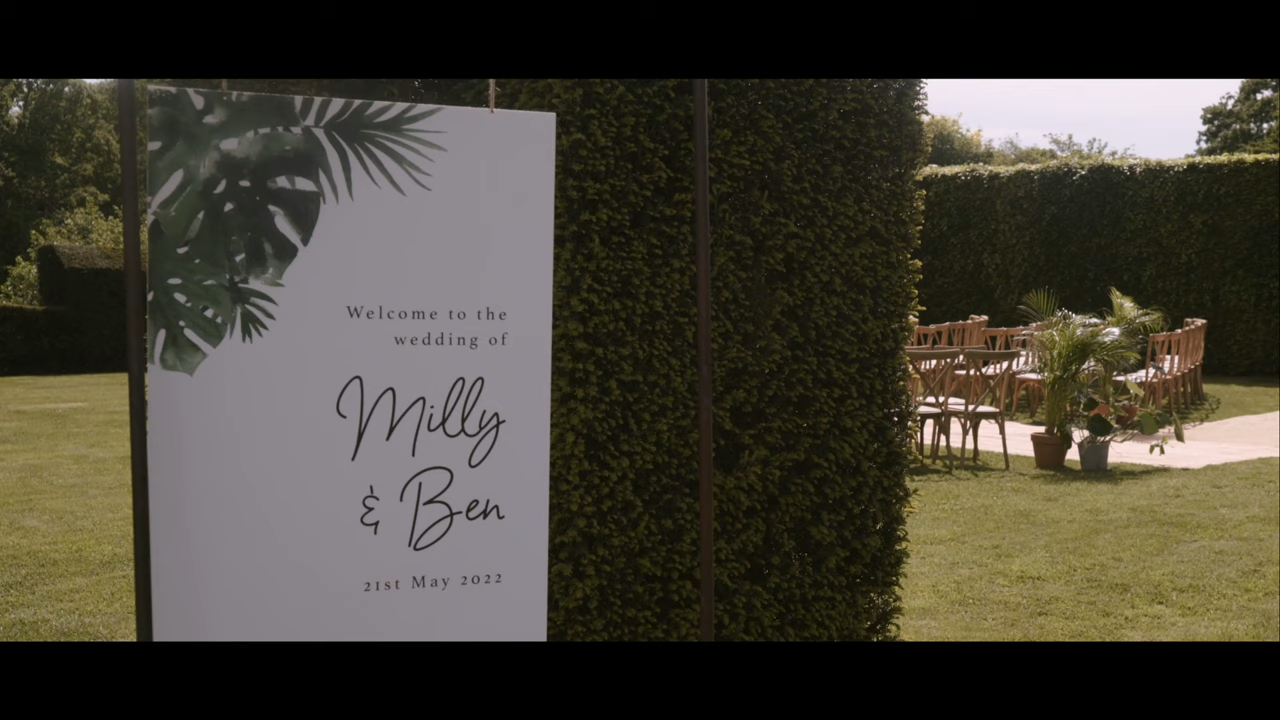 Welcome to the
wedding of
Milly
& Ben
21st May 2022